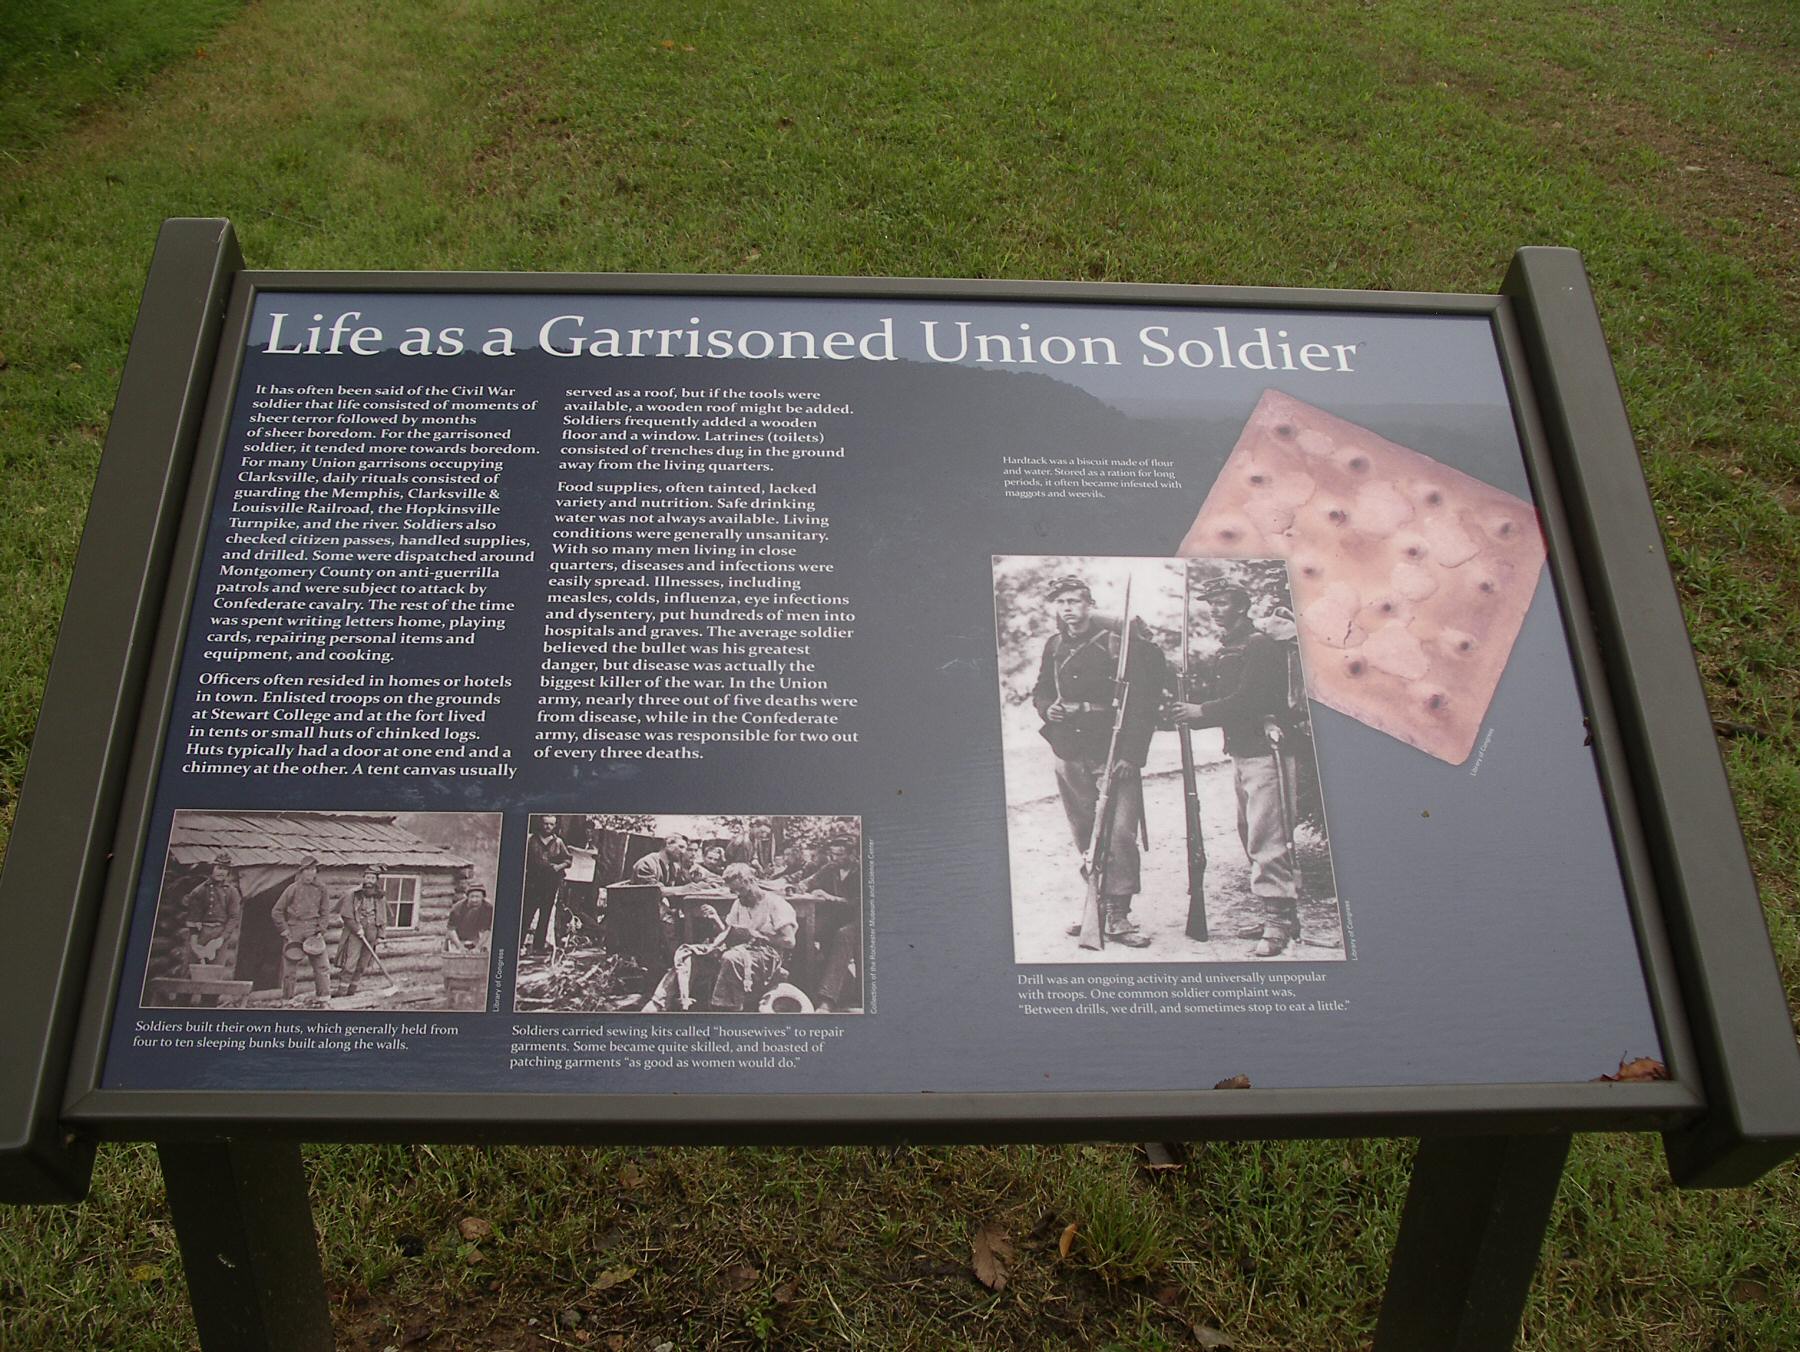 Life as a Garrisoned Union Soldier
It has often been said of the Civil War
soldier that life consisted of moments of
sheer terror followed by months
of sheer boredom. For the garrisoned
soldier, it tended more towards boredom.
For many Union garrisons occupying
Clarksville, daily rituals consisted of
guarding the Memphis, Clarksville &
Louisville Railroad, the Hopkinsville
Turnpike, and the river. Soldiers also
checked citizen passes, handled supplies,
and drilled. Some were dispatched around
Montgomery County on anti-guerrilla
patrols and were subject to attack by
Confederate cavalry. The rest of the time
was spent writing letters home, playing
cards, repairing personal items and
equipment, and cooking.
Officers often resided in homes or hotels
in town. Enlisted troops on the grounds
at Stewart College and at the fort lived
in tents or small huts of chinked logs.
Huts typically had a door at one end and a
chimney at the other. A tent canvas usually
served as a roof, but if the tools were
available, a wooden roof might be added.
Soldiers frequently added a wooden
floor and a window. Latrines (toilets)
consisted of trenches dug in the ground
away from the living quarters.
Food supplies, often tainted, lacked
variety and nutrition. Safe drinking
water was not always available. Living
conditions were generally unsanitary.
With so many men living in close
quarters, diseases and infections were
easily spread. Illnesses, including
measles, colds, influenza, eye infections
and dysentery, put hundreds of men into
hospitals and graves. The average soldier
believed the bullet was his greatest
danger, but disease was actually the
biggest killer of the war. In the Union
army, nearly three out of five deaths were
from disease, while in the Confederate
army, disease was responsible for two out
of every three deaths.
Hardtack was a biscuit made of flour
and water. Stored as a ration for long
periods, it often became infested with
maggots and weevils.
Library of Congress
Library of Congress
Drill was an ongoing activity and universally unpopular
with troops. One common soldier complaint was,
"Between drills, we drill, and sometimes stop to eat a little."
Library of Congress
Soldiers built their own huts, which generally held from
four to ten sleeping bunks built along the walls.
Collection of the Rochester Museum and Science Center
Soldiers carried sewing kits called "housewives" to repair
garments. Some became quite skilled, and boasted of
patching garments "as good as women would do."